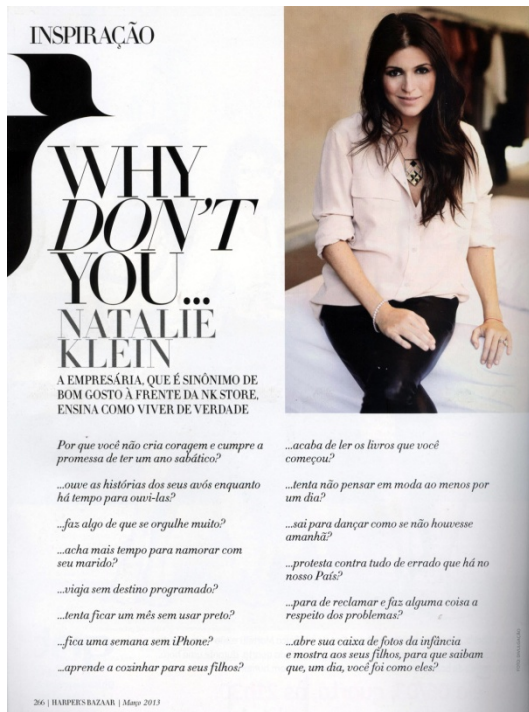 INSPIRAÇÃO
WHY
DON'T
YOU...
NATALIE
KLEIN
A EMPRESÁRIA, QUE É SINÔNIMO DE
BOM GOSTO À FRENTE DA NK STORE,
ENSINA COMO VIVER DE VERDADE
Por que você não cria coragem e cumpre a
promessa de ter um ano sabático?
...ouve as histórias dos seus avós enquanto
há tempo para ouvi-las?
...faz algo de que se orgulhe muito?
...acha mais tempo para namorar com
seu marido?
...viaja sem destino programado?
...tenta ficar um mês sem usar preto?
...fica uma semana sem iPhone?
...aprende a cozinhar para seus filhos?
...acaba de ler os livros que você
começou?
...tenta não pensar em moda ao menos por
um dia?
...sai para dançar como se não houvesse
amanhã?
...protesta contra tudo de errado que há no
nosso País?
...para de reclamar e faz alguma coisa a
respeito dos problemas?
...abre sua caixa de fotos da infância
e mostra aos seus filhos, para que saibam
que, um dia, você foi como eles?
266 | HARPER'S BAZAAR | Março 2013